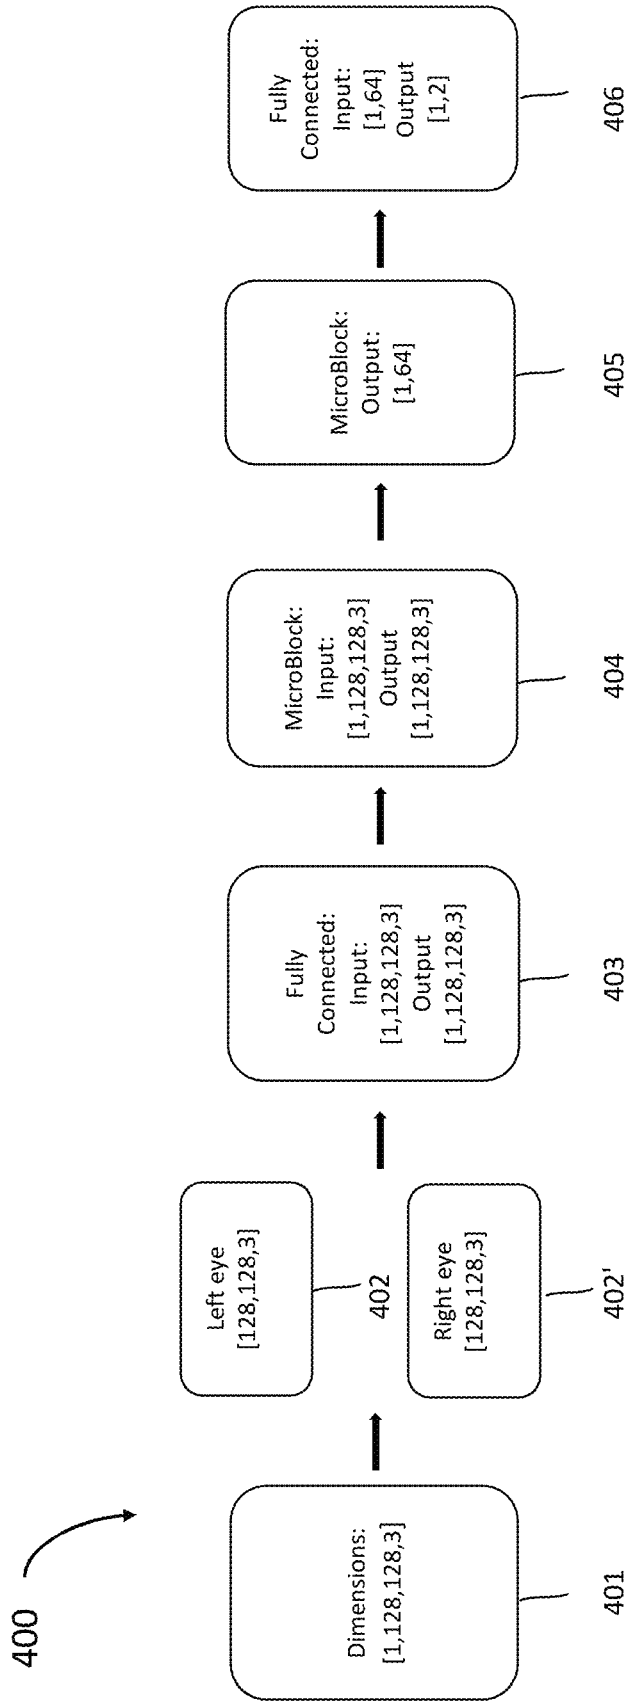 400
Dimensions:
[1,128,128,3]
401
Left eye
[128,128,3]
402
Right eye
[128,128,3]
402'
Fully
Connected:
Input:
[1,128,128,3]
Output
[1,128,128,3]
403
MicroBlock:
Input:
[1,128,128,3]
Output
[1,128,128,3]
404
MicroBlock:
Output:
[1,64]
405
Fully
Connected:
Input:
[1,64]
Output
[1,2]
406